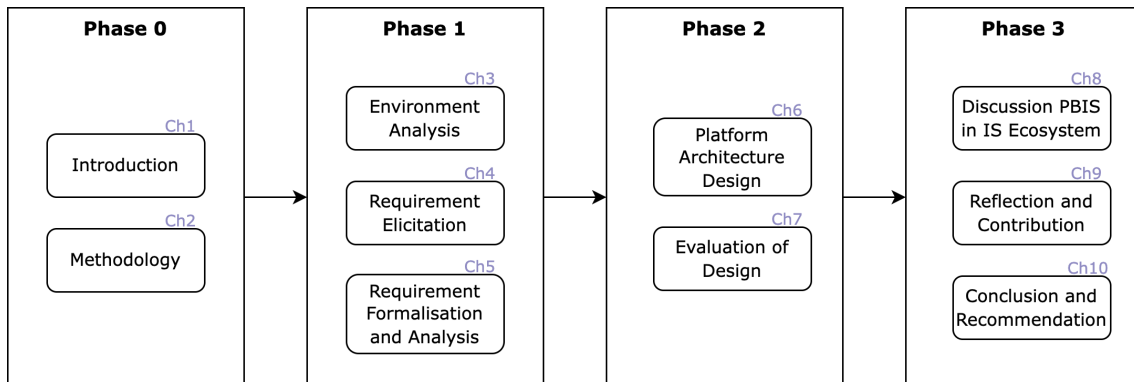 Phase 0
Ch1
Introduction
Ch2
Methodology
Phase 1
Ch3
Environment
Analysis
Ch4
Requirement
Elicitation
Ch5
Requirement
Formalisation
and Analysis
Phase 2
Ch6
Platform
Architecture
Design
Ch7
Evaluation of
Design
Phase 3
Ch8
Discussion PBIS
in IS Ecosystem
Ch9
Reflection and
Contribution
Ch10
Conclusion and
Recommendation